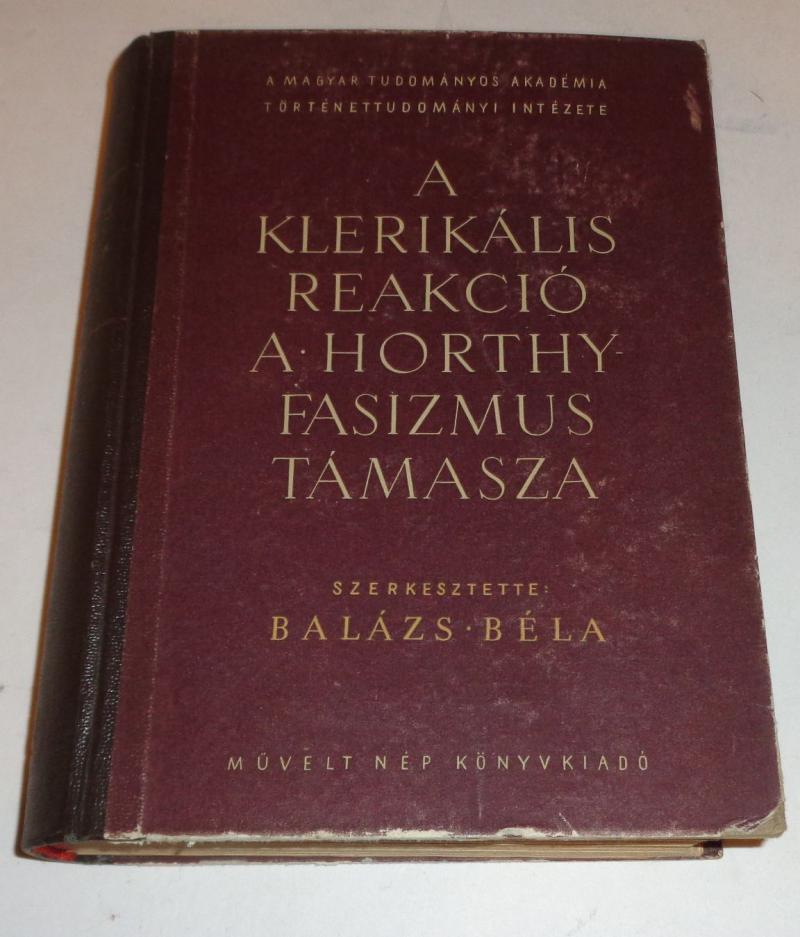 A MAGYAR TUDOMÁNYOS AKADÉMIA
TÖRTÉNETTUDOMÁNYI INTÉZETE
A
KLERIKÁLIS
REAKCIÓ
A · HORTHY-
FASIZMUS
TÁMASZA
SZERKESZTETTE:
BALÁZS · BÉLA
MŰVELT NÉP KÖNYVKIADÓ